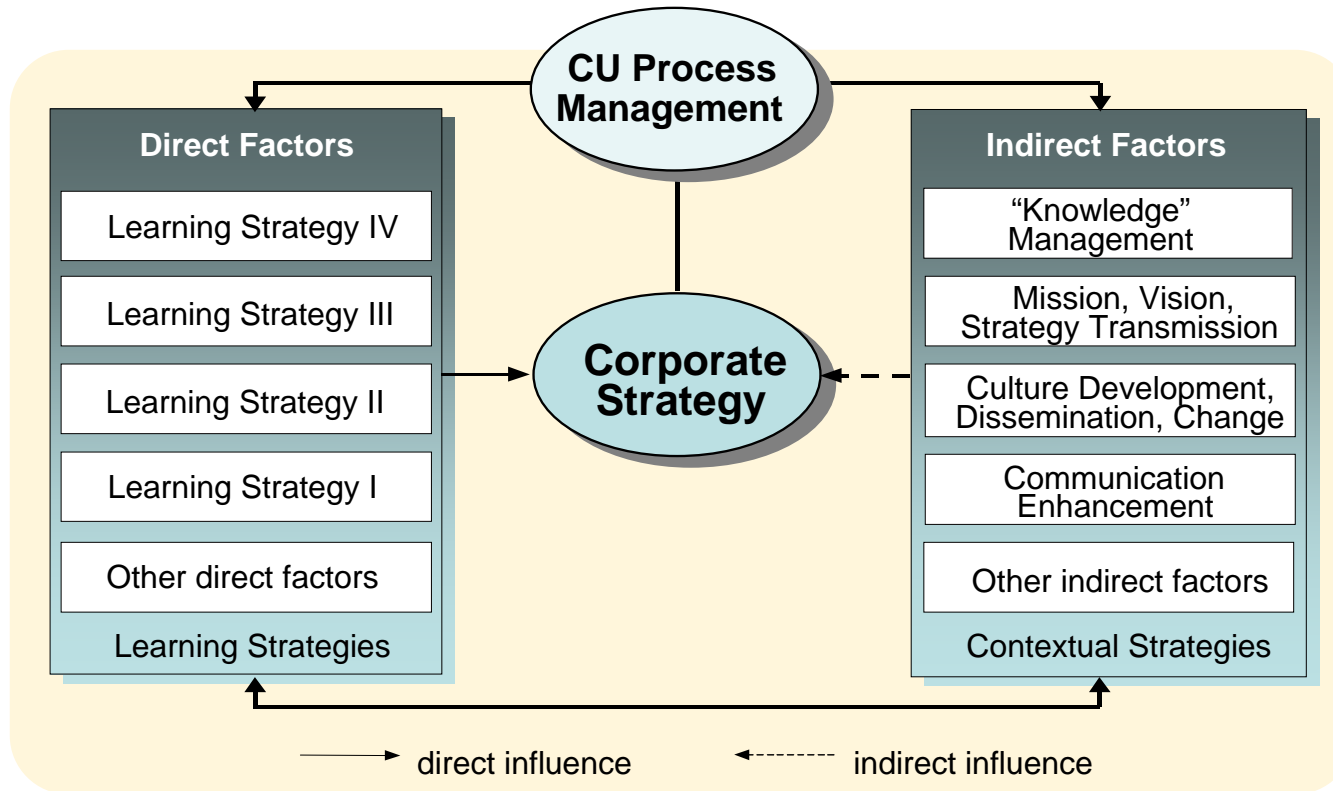 CU Process
Management
Direct Factors
Learning Strategy IV
Learning Strategy III
Learning Strategy II
Learning Strategy I
Other direct factors
Learning Strategies
Corporate
Strategy
Indirect Factors
“Knowledge”
Management
Mission, Vision,
Strategy Transmission
Culture Development,
Dissemination, Change
Communication
Enhancement
Other indirect factors
Contextual Strategies
direct influence
indirect influence